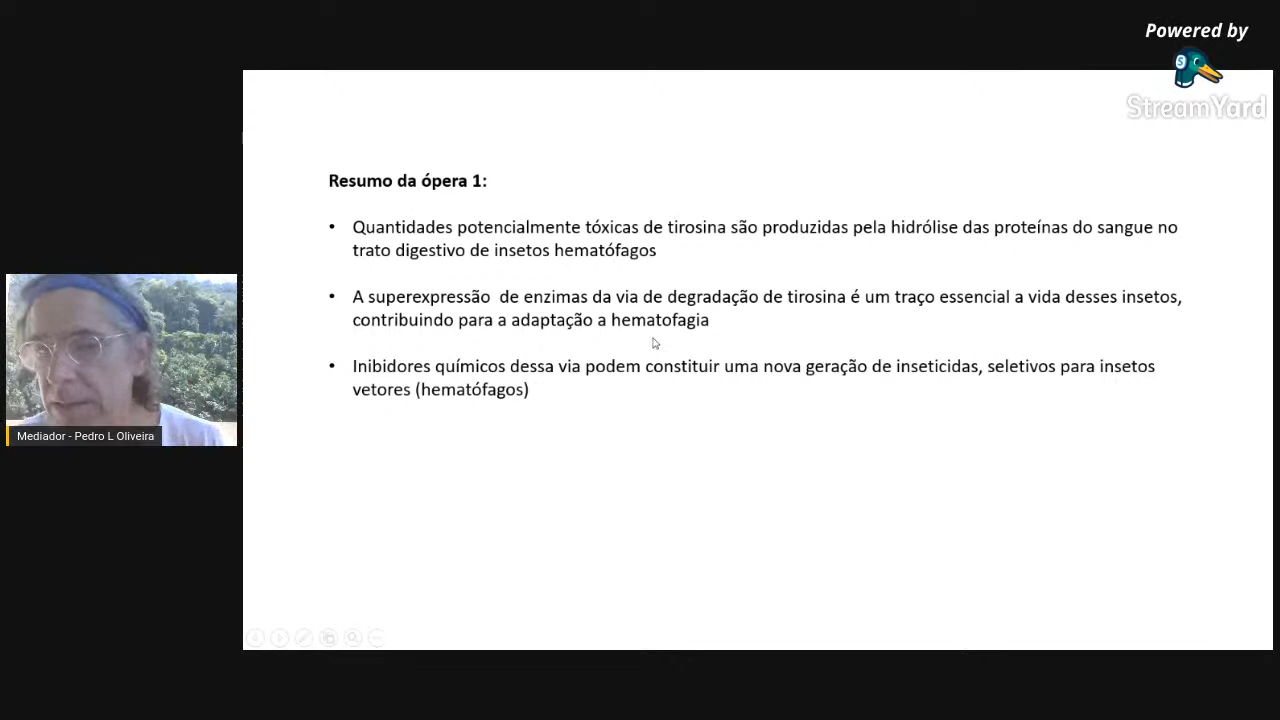 Powered by
StreamYard
Resumo da ópera 1:
• Quantidades potencialmente tóxicas de tirosina são produzidas pela hidrólise das proteínas do sangue no
trato digestivo de insetos hematófagos
• A superexpressão  de enzimas da via de degradação de tirosina é um traço essencial a vida desses insetos,
contribuindo para a adaptação a hematofagia
• Inibidores químicos dessa via podem constituir uma nova geração de inseticidas, seletivos para insetos
vetores (hematófagos)
Mediador - Pedro L Oliveira